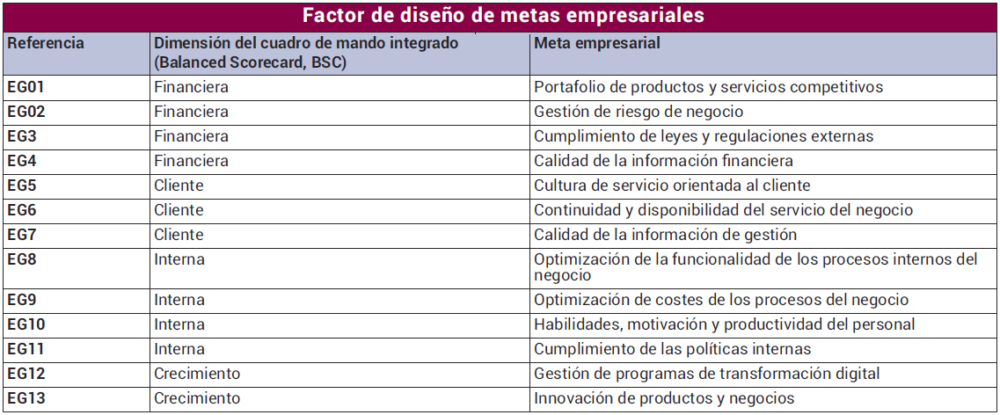 Factor de diseño de metas empresariales
Referencia Dimensión del cuadro de mando integrado (Balanced Scorecard, BSC) Meta empresarial
EG01 Financiera Portafolio de productos y servicios competitivos
EG02 Financiera Gestión de riesgo de negocio
EG3 Financiera Cumplimiento de leyes y regulaciones externas
EG4 Financiera Calidad de la información financiera
EG5 Cliente Cultura de servicio orientada al cliente
EG6 Cliente Continuidad y disponibilidad del servicio del negocio
EG7 Cliente Calidad de la información de gestión
EG8 Interna Optimización de la funcionalidad de los procesos internos del
negocio
EG9 Interna Optimización de costes de los procesos del negocio
EG10 Interna Habilidades, motivación y productividad del personal
EG11 Interna Cumplimiento de las políticas internas
EG12 Crecimiento Gestión de programas de transformación digital
EG13 Crecimiento Innovación de productos y negocios